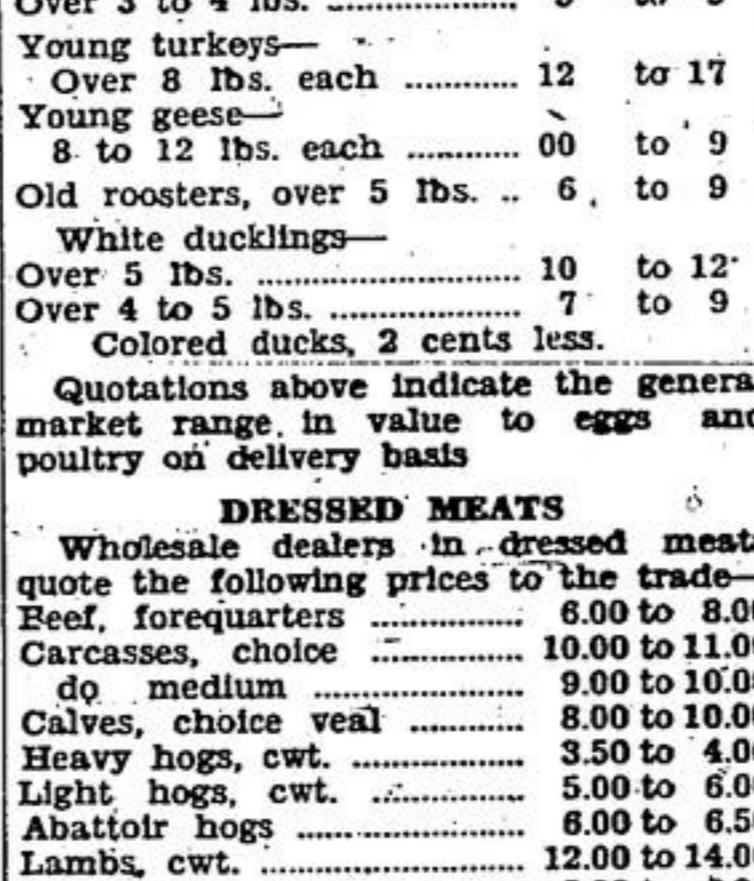 Over 3 to 4 lbs. .................... to
Young turkeys—
Over 8 lbs. each ............ 12 to 17
Young geese—
8 to 12 lbs. each ............ 00 to 9
Old roosters, over 5 lbs. .. 6 to 9
White ducklings—
Over 5 lbs. ............................ 10 to 12
Over 4 to 5 lbs. ..................... 7 to 9
Colored ducks, 2 cents less.
Quotations above indicate the genera
market range in value to eggs and
poultry on delivery basis
DRESSED MEATS
Wholesale dealers in dressed meats
quote the following prices to the trade—
Beef, forequarters ................ 6.00 to 8.00
Carcasses, choice ................ 10.00 to 11.00
do medium ...................... 9.00 to 10.00
Calves, choice veal ............ 8.00 to 10.00
Heavy hogs, cwt. .................. 3.50 to 4.00
Light hogs, cwt. ................ 5.00 to 6.00
Abattoir hogs ........................ 6.00 to 6.50
Lambs, cwt. ............................ 12.00 to 14.00